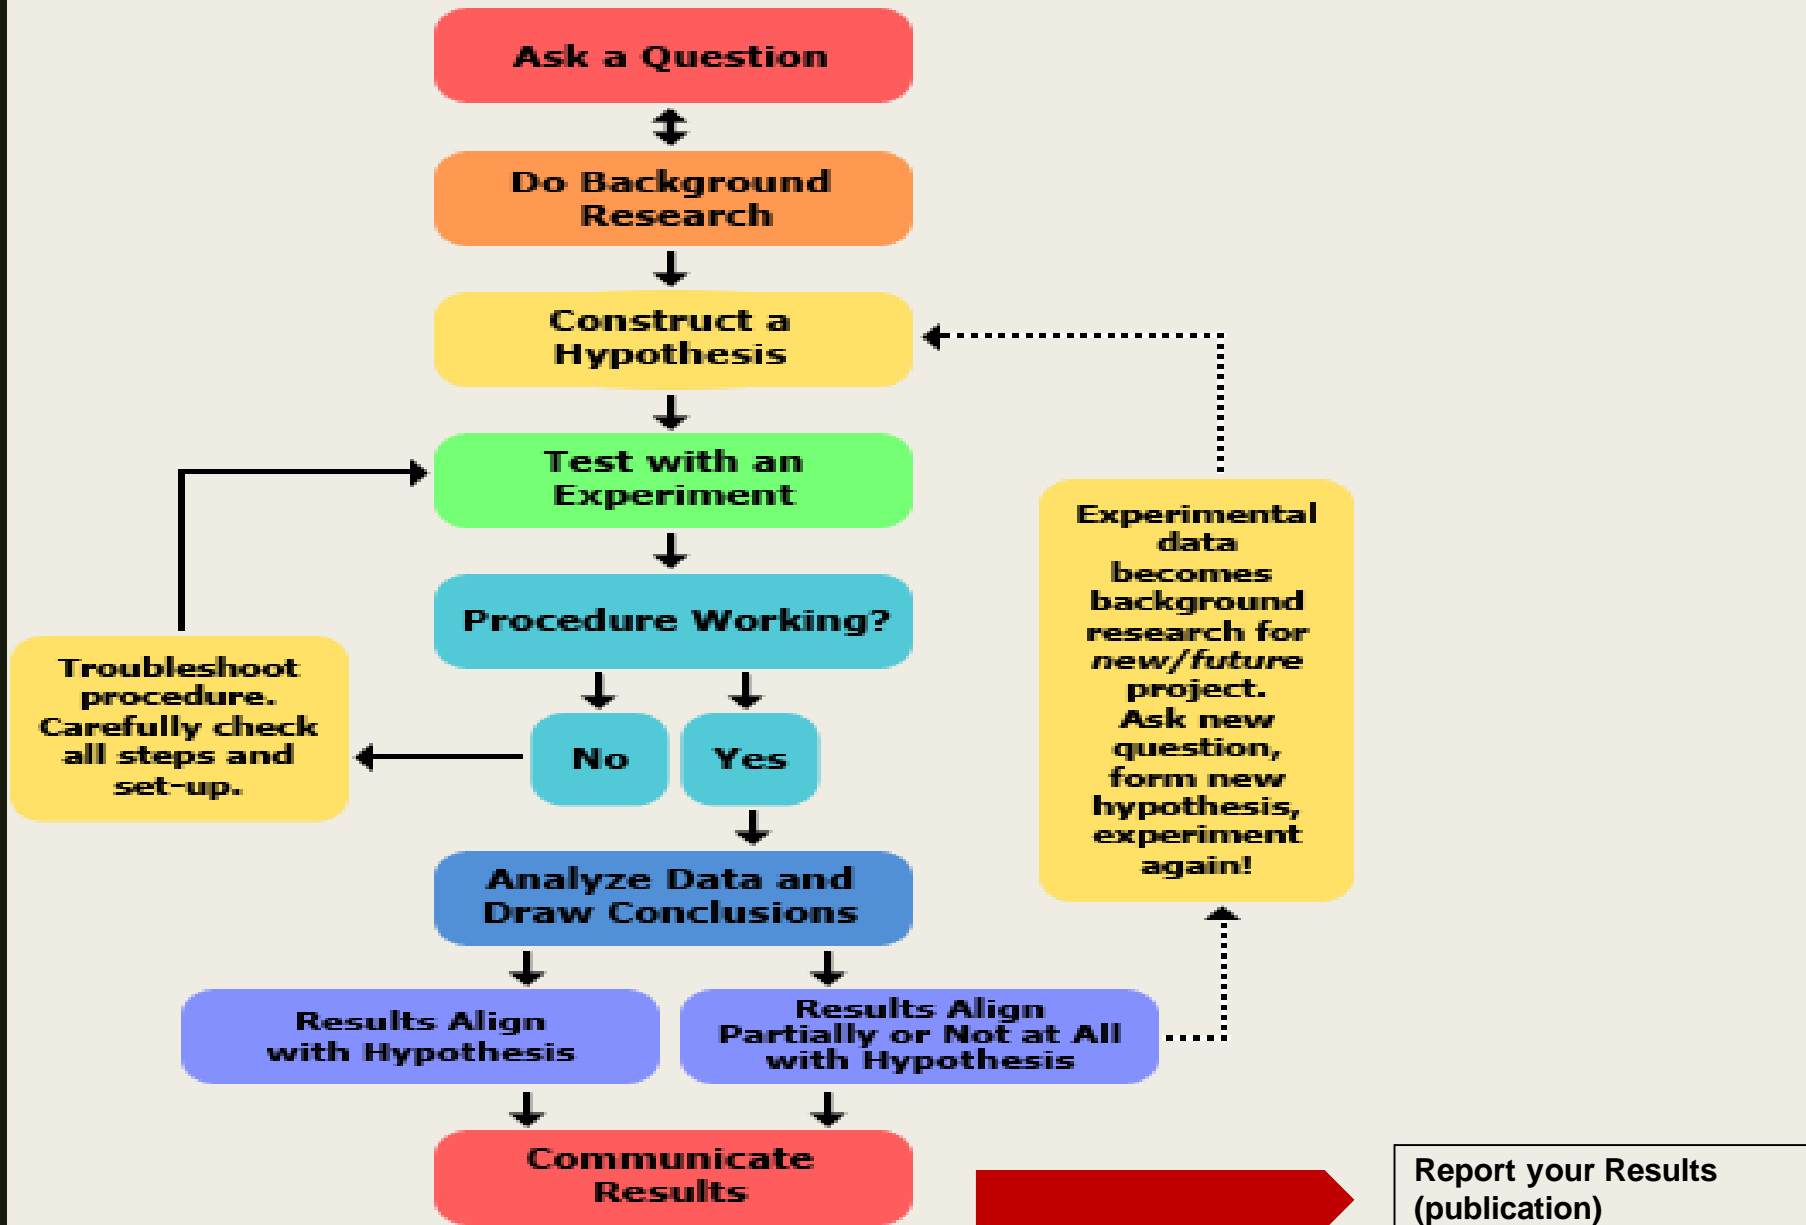 Ask a Question
Do Background
Research
Construct a
Hypothesis
Test with an
Experiment
Procedure Working?
No
Yes
Troubleshoot
procedure.
Carefully check
all steps and
set-up.
Analyze Data and
Draw Conclusions
Results Align
with Hypothesis
Results Align
Partially or Not at All
with Hypothesis
Experimental
data
becomes
background
research for
new/future
project.
Ask new
question,
form new
hypothesis,
experiment
again!
Communicate
Results
Report your Results
(publication)